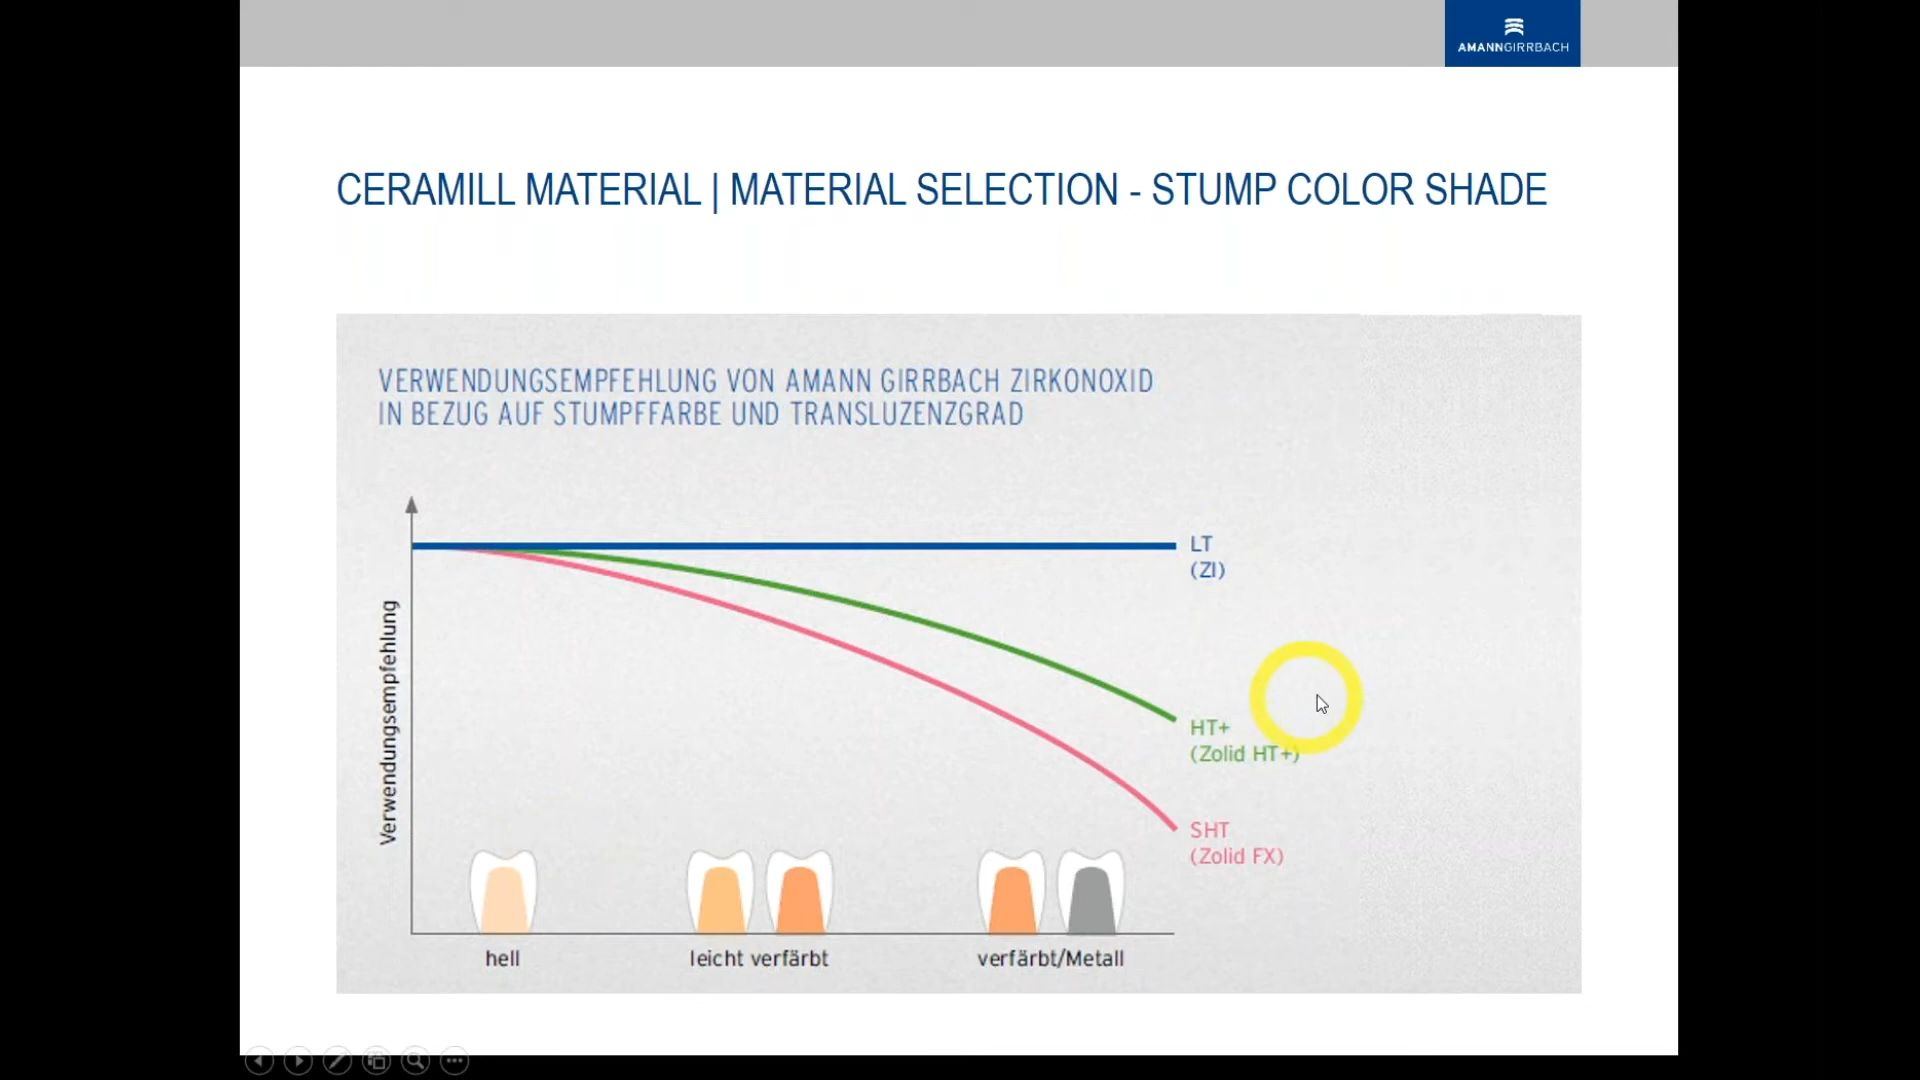 AMANNGIRRBACH
CERAMILL MATERIAL | MATERIAL SELECTION - STUMP COLOR SHADE
VERWENDUNGSEMPFEHLUNG VON AMANN GIRRBACH ZIRKONOXID
IN BEZUG AUF STUMPFFARBE UND TRANSLUZENZGRAD
Verwendungsempfehlung
LT
(ZI)
HT+
(Zolid HT+)
SHT
(Zolid FX)
hell
leicht verfärbt
verfärbt/Metall